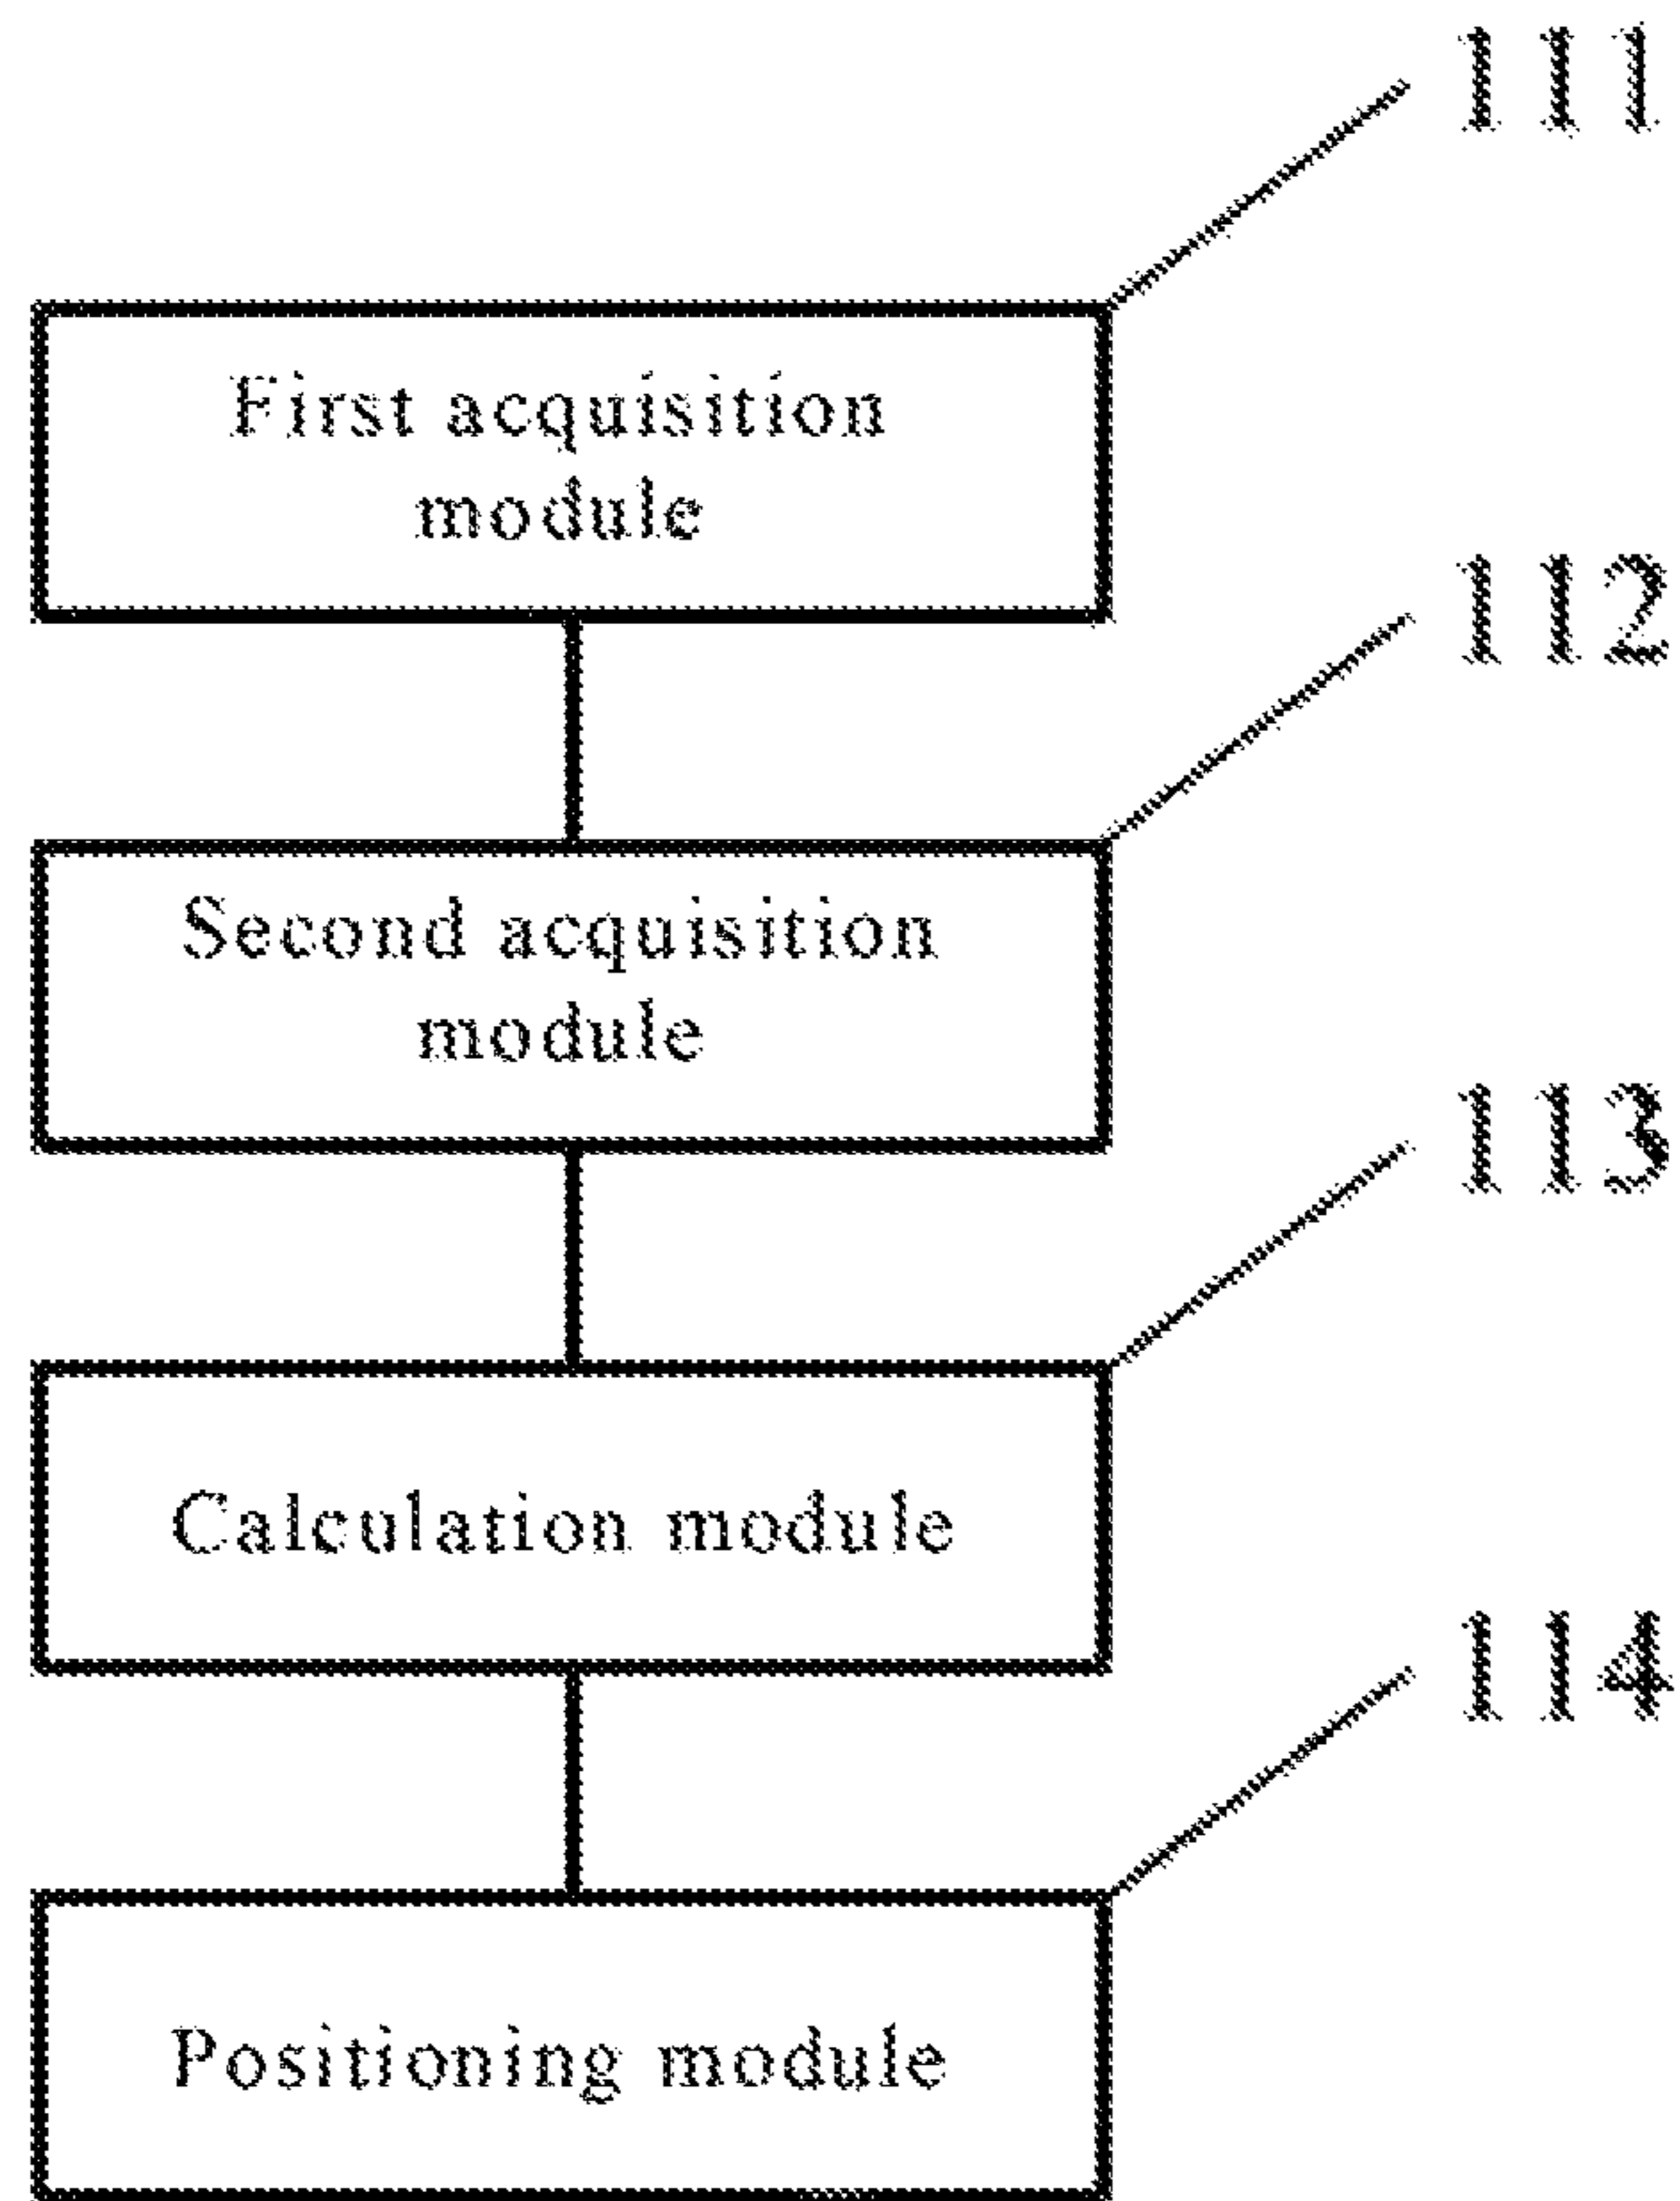 111
First acquisition
module
112
Second acquisition
module
113
Calculation module
114
Positioning module